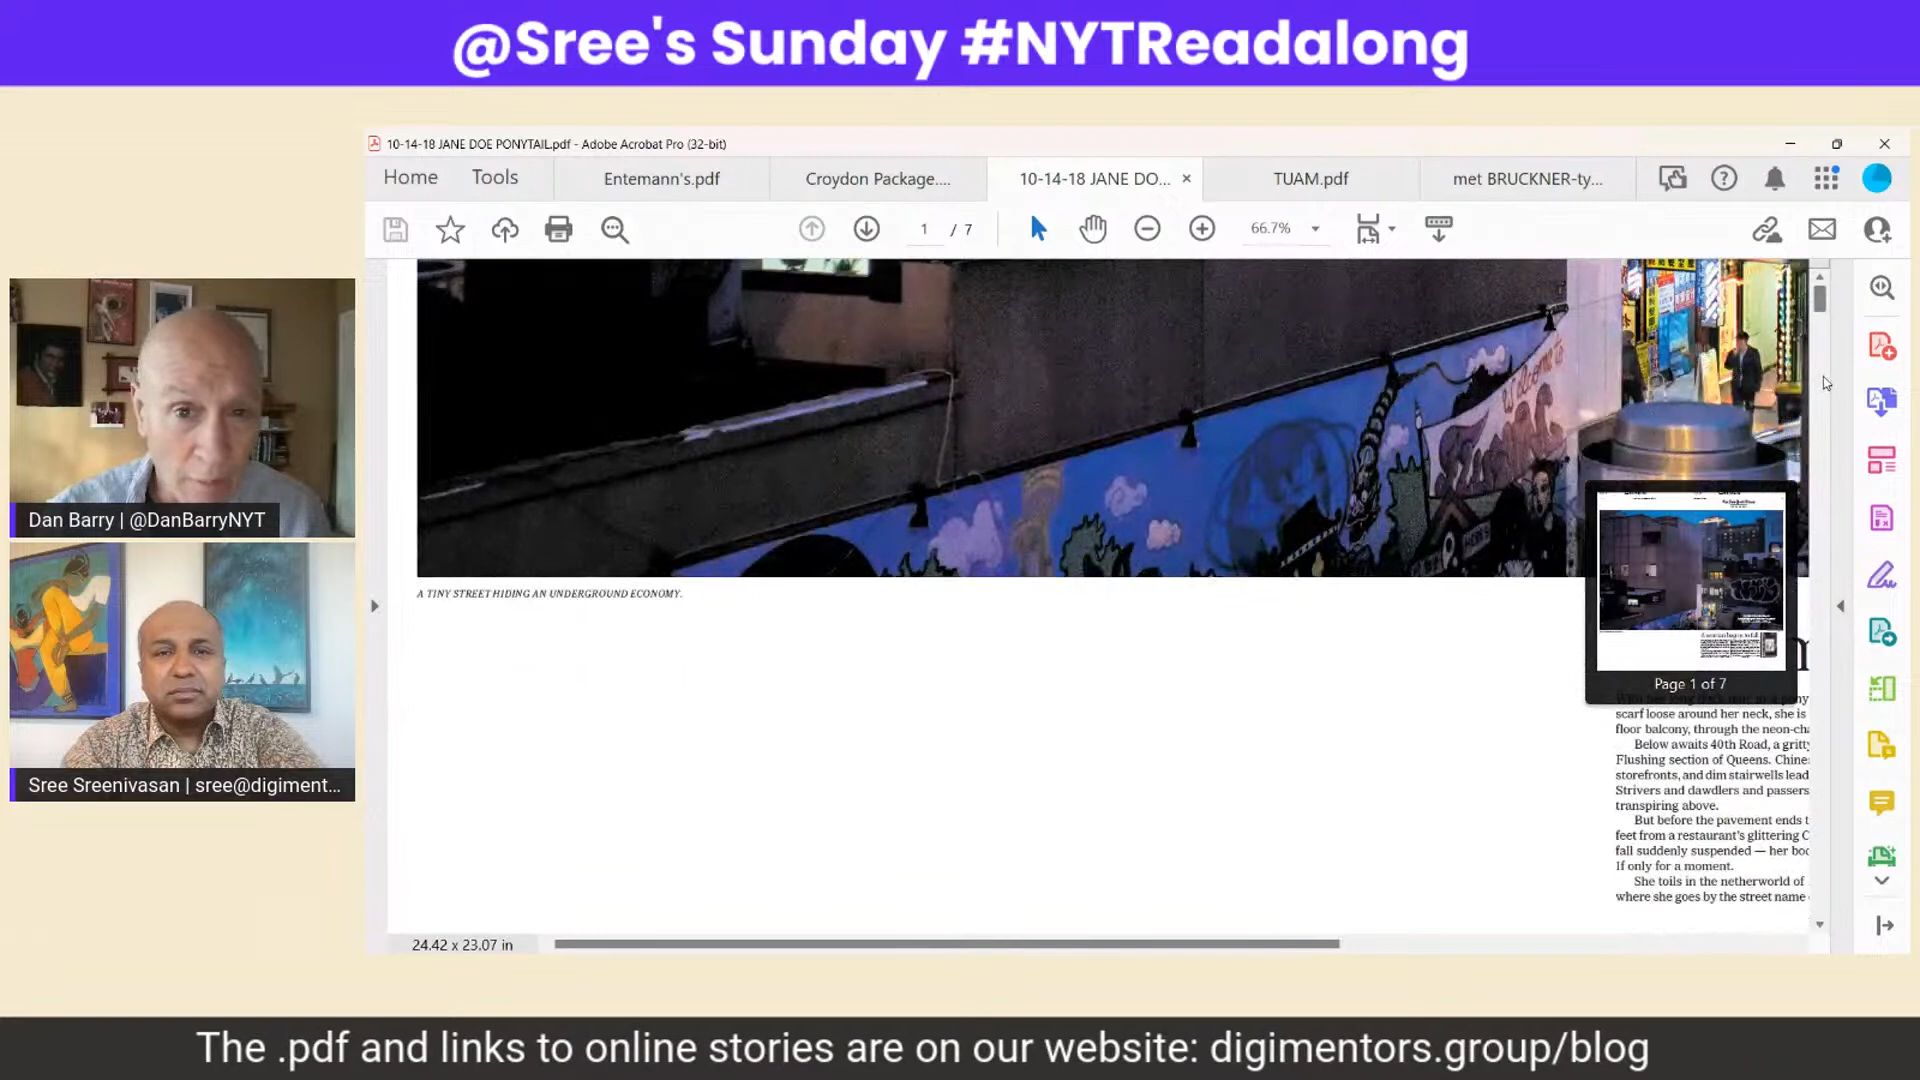 @Sree's Sunday #NYTReadalong
10-14-18 JANE DOE PONYTAIL.pdf - Adobe Acrobat Pro (32-bit)
Home
Tools
Entemann's.pdf
Croydon Package....
10-14-18 JANE DO...
TUAM.pdf
met BRUCKNER-ty...
1 / 7
66.7%
Welcome to
A TINY STREET HIDING AN UNDERGROUND ECONOMY.
Page 1 of 7
scarf loose around her neck, she is
floor balcony, through the neon-cha
Below awaits 40th Road, a gritty
Flushing section of Queens. Chine
storefronts, and dim stairwells lead
Strivers and dawdlers and passers
transpiring above.
But before the pavement ends t
feet from a restaurant's glittering C
fall suddenly suspended — her bod
If only for a moment.
She toils in the netherworld of
where she goes by the street name
24.42 x 23.07 in
Dan Barry | @DanBarryNYT
Sree Sreenivasan | sree@digiment...
The .pdf and links to online stories are on our website: digimentors.group/blog